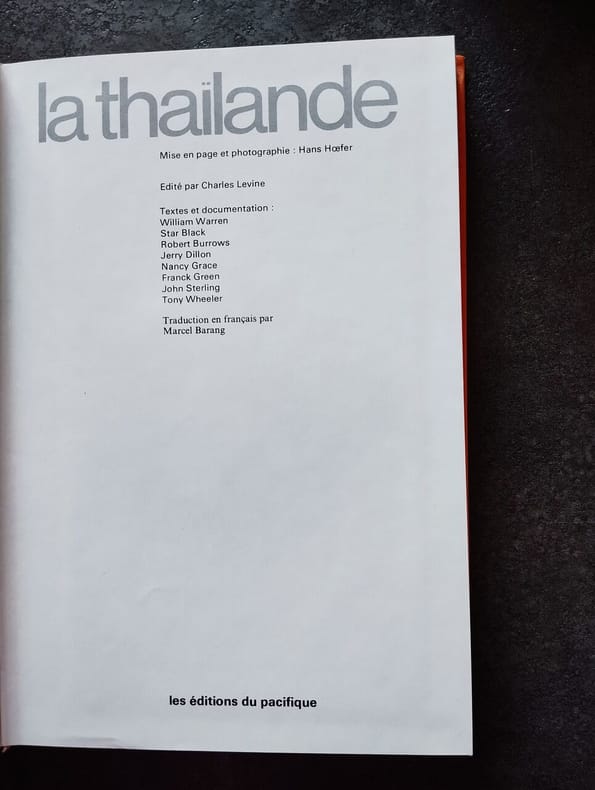 la thaïlande
Mise en page et photographie : Hans Hœfer
Edité par Charles Levine
Textes et documentation :
William Warren
Star Black
Robert Burrows
Jerry Dillon
Nancy Grace
Franck Green
John Sterling
Tony Wheeler
Traduction en français par
Marcel Barang
les éditions du pacifique